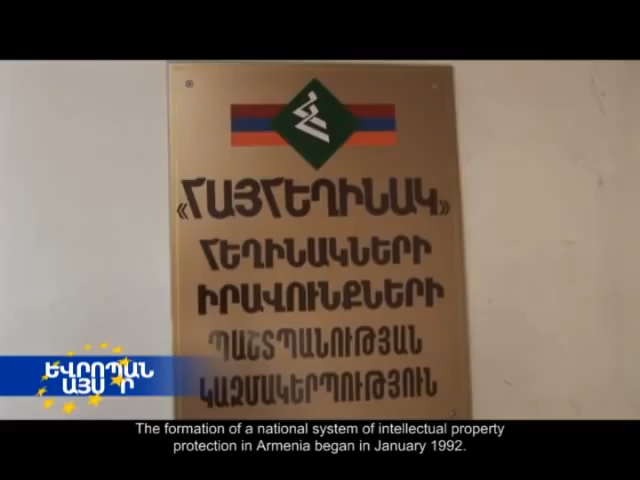 «ՀԱՅՀԵՂԻՆԱԿ»
ՀԵՂԻՆԱԿՆԵՐԻ
ԻՐԱՎՈՒՆՔՆԵՐԻ
ՊԱՇՏՊԱՆՈՒԹՅԱՆ
ԿԱԶՄԱԿԵՐՊՈՒԹՅՈՒՆ
ԵՎՐՈՊԱՆ
ԱՅՍՕՐ
The formation of a national system of intellectual property
protection in Armenia began in January 1992.